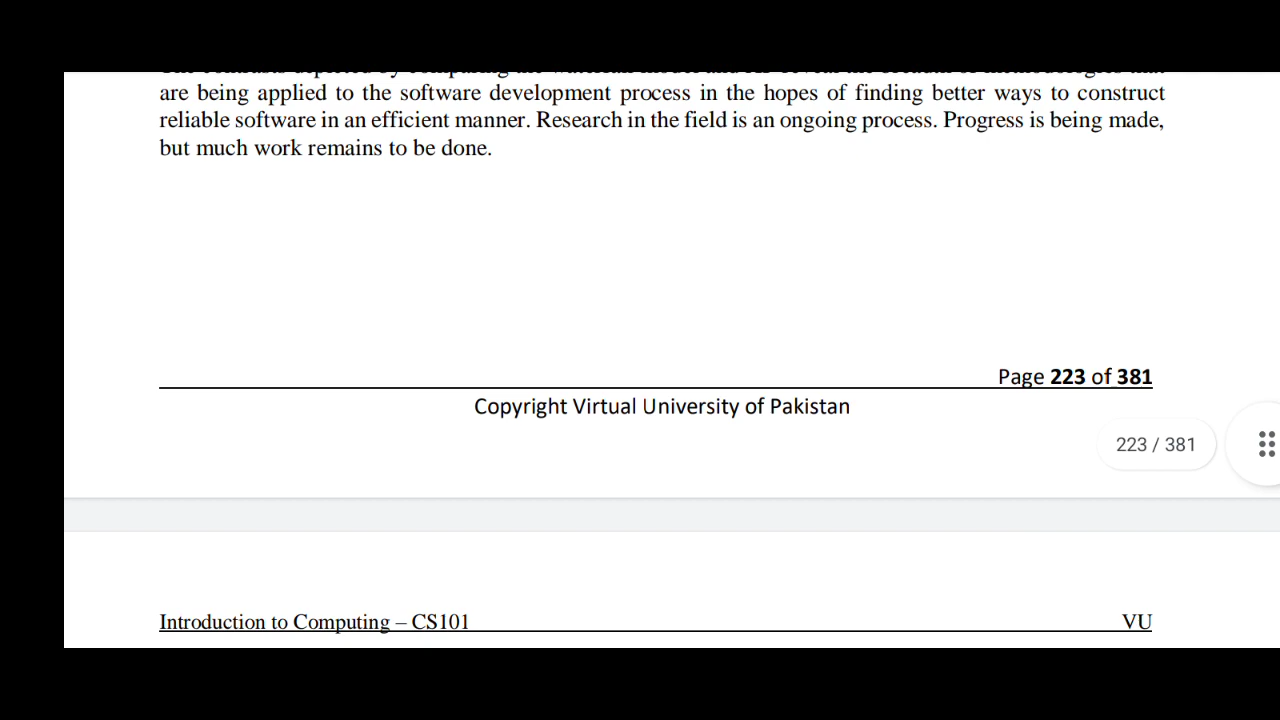 are being applied to the software development process in the hopes of finding better ways to construct
reliable software in an efficient manner. Research in the field is an ongoing process. Progress is being made,
but much work remains to be done.
Page 223 of 381
Copyright Virtual University of Pakistan
223 / 381
Introduction to Computing – CS101 VU